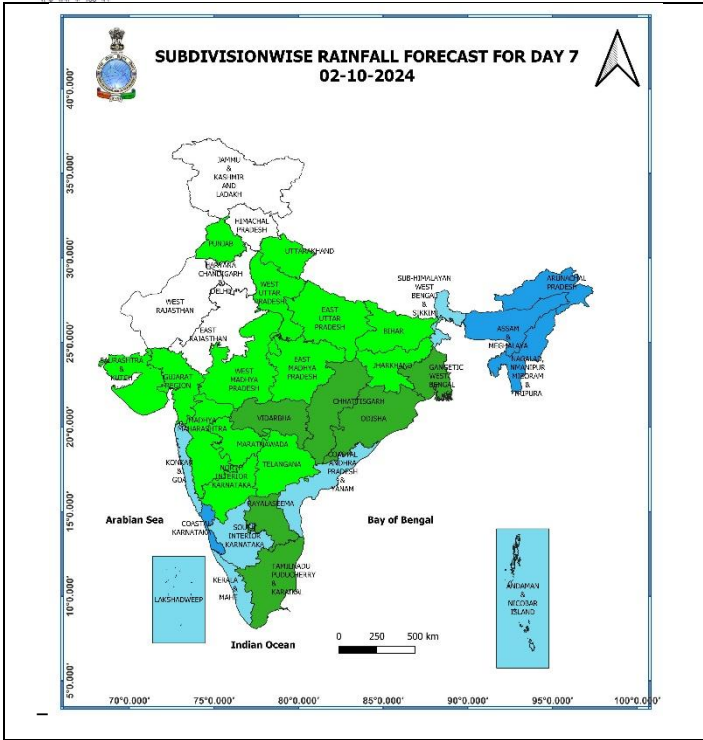 SUBDIVISIONWISE RAINFALL FORECAST FOR DAY 7
02-10-2024
40°0.000'
35°0.000'
30°0.000'
25°0.000'
20°0.000'
15°0.000'
10°0.000'
5°0.000'
JAMMU
&
KASHMIR
AND
LADAKH
HIMACHAL
PRADESH
PUNJAB
UTTARAKHAND
CHANDIGARH
&
DELHI
WEST
UTTAR
PRADESH
WEST
RAJASTHAN
EAST
RAJASTHAN
EAST
UTTAR
PRADESH
BIHAR
SUB-HIMALAYAN
WEST
BENGAL
&
SIKKIM
ARUNACHAL
PRADESH
ASSAM
&
MEGHALAYA
NAGALAD,
MANIPUR
MIZORAM
&
TRIPURA
SAURASHTRA
&
KUTCH
GUJARAT
REGION
WEST
MADHYA
PRADESH
EAST
MADHYA
PRADESH
JHARKHAND
GANGETIC
WEST
BENGAL
CHHATTISGARH
ODISHA
VIDARBHA
MADHYA
MAHARASHTRA
MARATHWADA
TELANGANA
KONKAN
&
GOA
NORTH
INTERIOR
KARNATAKA
COASTAL
ANDHRA
PRADESH
&
YANAM
RAYALASEEMA
Arabian Sea
Bay of Bengal
COASTAL
KARNATAKA
SOUTH
INTERIOR
KARNATAKA
TAMILNADU
PUDUCHERRY
&
KARAIKAL
KERALA
&
MAHE
LAKSHADWEEP
ANDAMAN
&
NICOBAR
ISLAND
Indian Ocean
0 250 500 km
70°0.000' 75°0.000' 80°0.000' 85°0.000' 90°0.000' 95°0.000' 100°0.000'